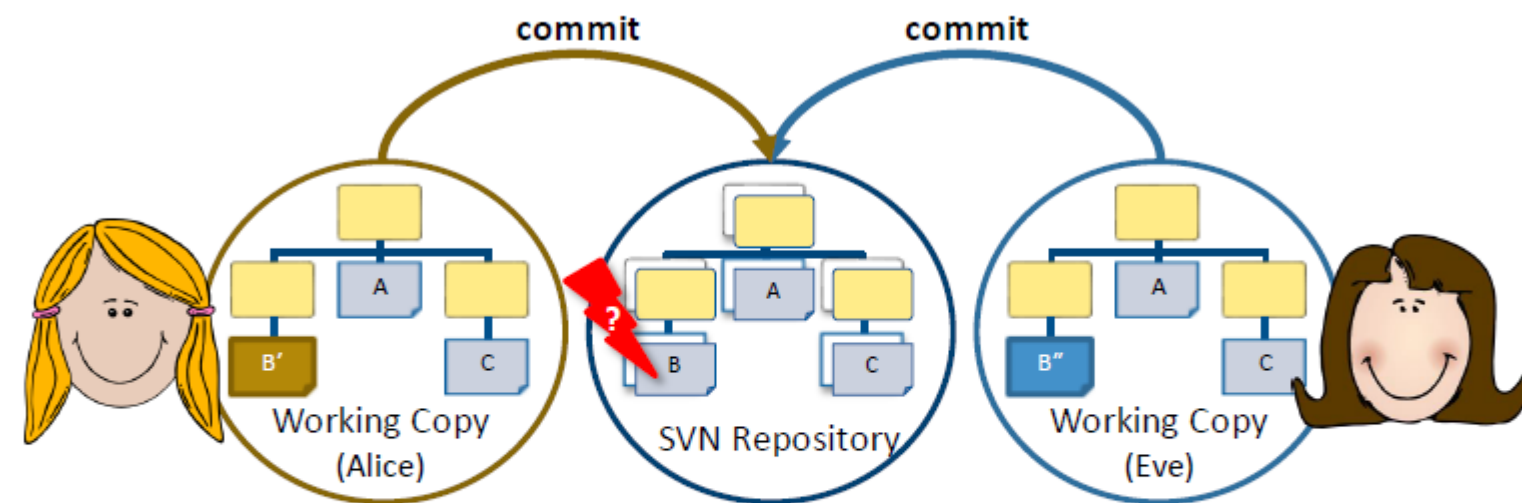 commit
commit
A
B′
C
Working Copy
(Alice)
?
A
B
C
SVN Repository
A
B″
C
Working Copy
(Eve)